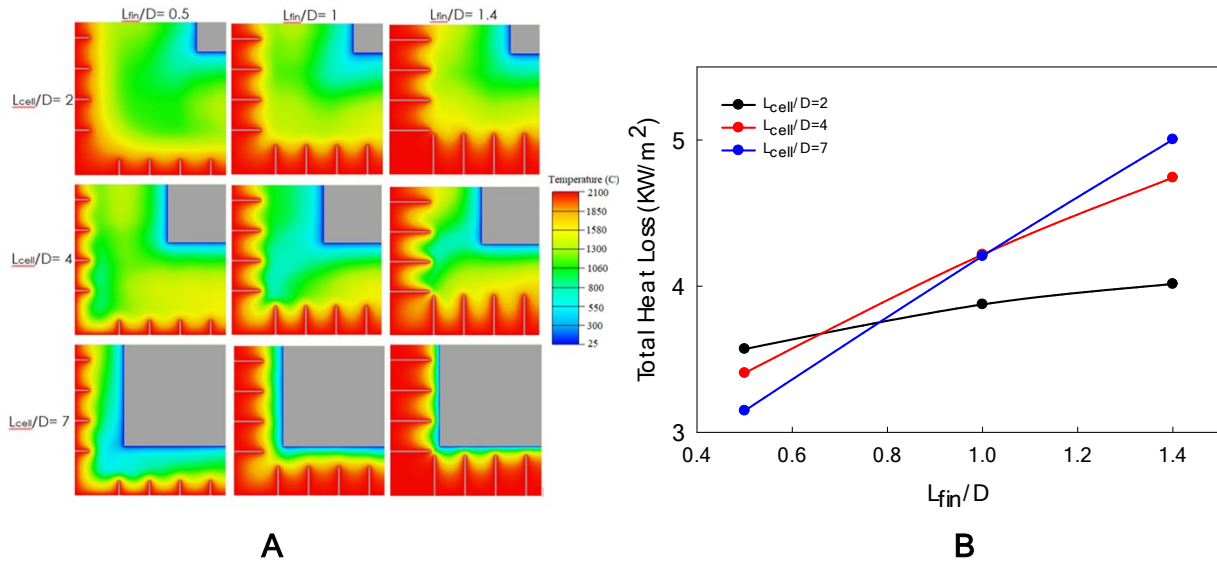 Lfin/D= 0.5
Lfin/D= 1
Lfin/D= 1.4
Lcell/D= 2
Lcell/D= 4
Lcell/D= 7
Temperature (C)
2100
1850
1580
1300
1060
800
550
300
25
A
Total Heat Loss (KW/m²)
5
4
3
Lcell/D=2
Lcell/D=4
Lcell/D=7
0.4 0.6 0.8 1.0 1.2 1.4
Lfin/D
B